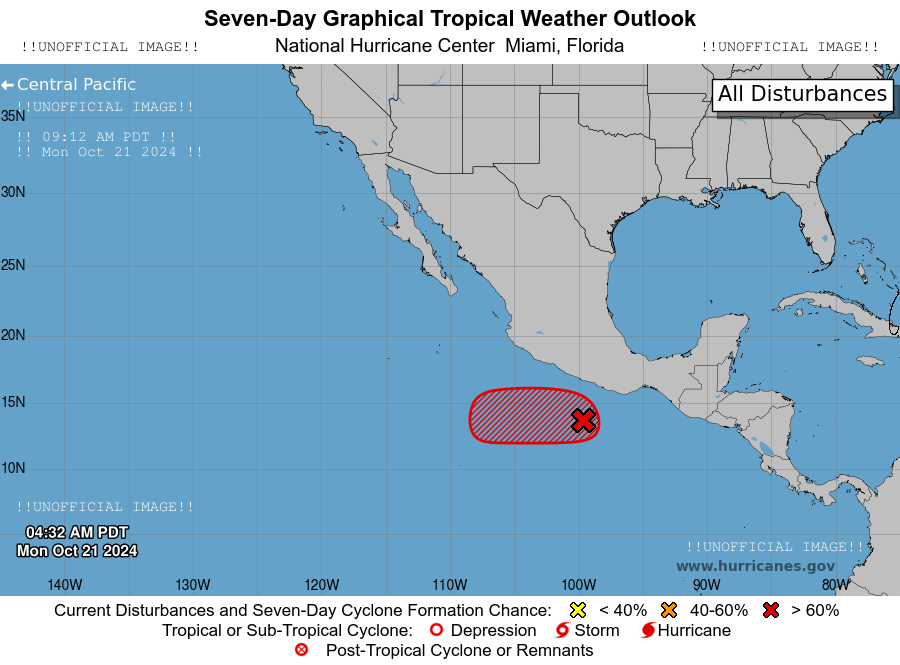 Seven-Day Graphical Tropical Weather Outlook
!!UNOFFICIAL IMAGE!! National Hurricane Center Miami, Florida !!UNOFFICIAL IMAGE!!
Central Pacific
All Disturbances
!!UNOFFICIAL IMAGE!!
35N
!! 09:12 AM PDT !!
!! Mon Oct 21 2024 !!
30N
25N
20N
15N
10N
!!UNOFFICIAL IMAGE!!
04:32 AM PDT
Mon Oct 21 2024
!!UNOFFICIAL IMAGE!!
www.hurricanes.gov
140W 130W 120W 110W 100W 90W 80W
Current Disturbances and Seven-Day Cyclone Formation Chance: < 40% 40-60% > 60%
Tropical or Sub-Tropical Cyclone: Depression Storm Hurricane
Post-Tropical Cyclone or Remnants